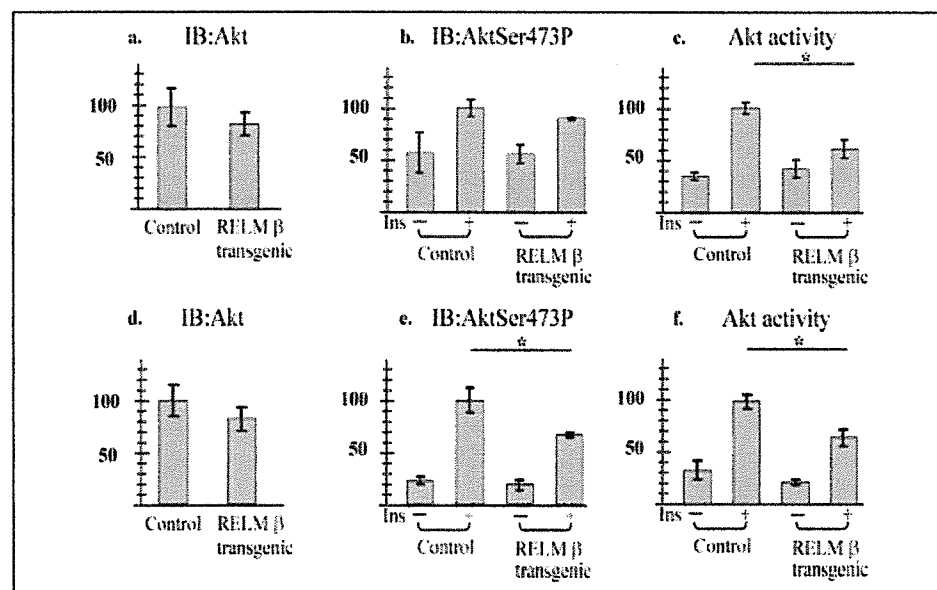 a. IB:Akt
100
50
Control RELM β
transgenic
b. IB:AktSer473P
100
50
Ins − + − +
Control RELM β
transgenic
c. Akt activity
*
100
50
Ins − + − +
Control RELM β
transgenic
d. IB:Akt
100
50
Control RELM β
transgenic
e. IB:AktSer473P
*
100
50
Ins − + − +
Control RELM β
transgenic
f. Akt activity
*
100
50
Ins − + − +
Control RELM β
transgenic